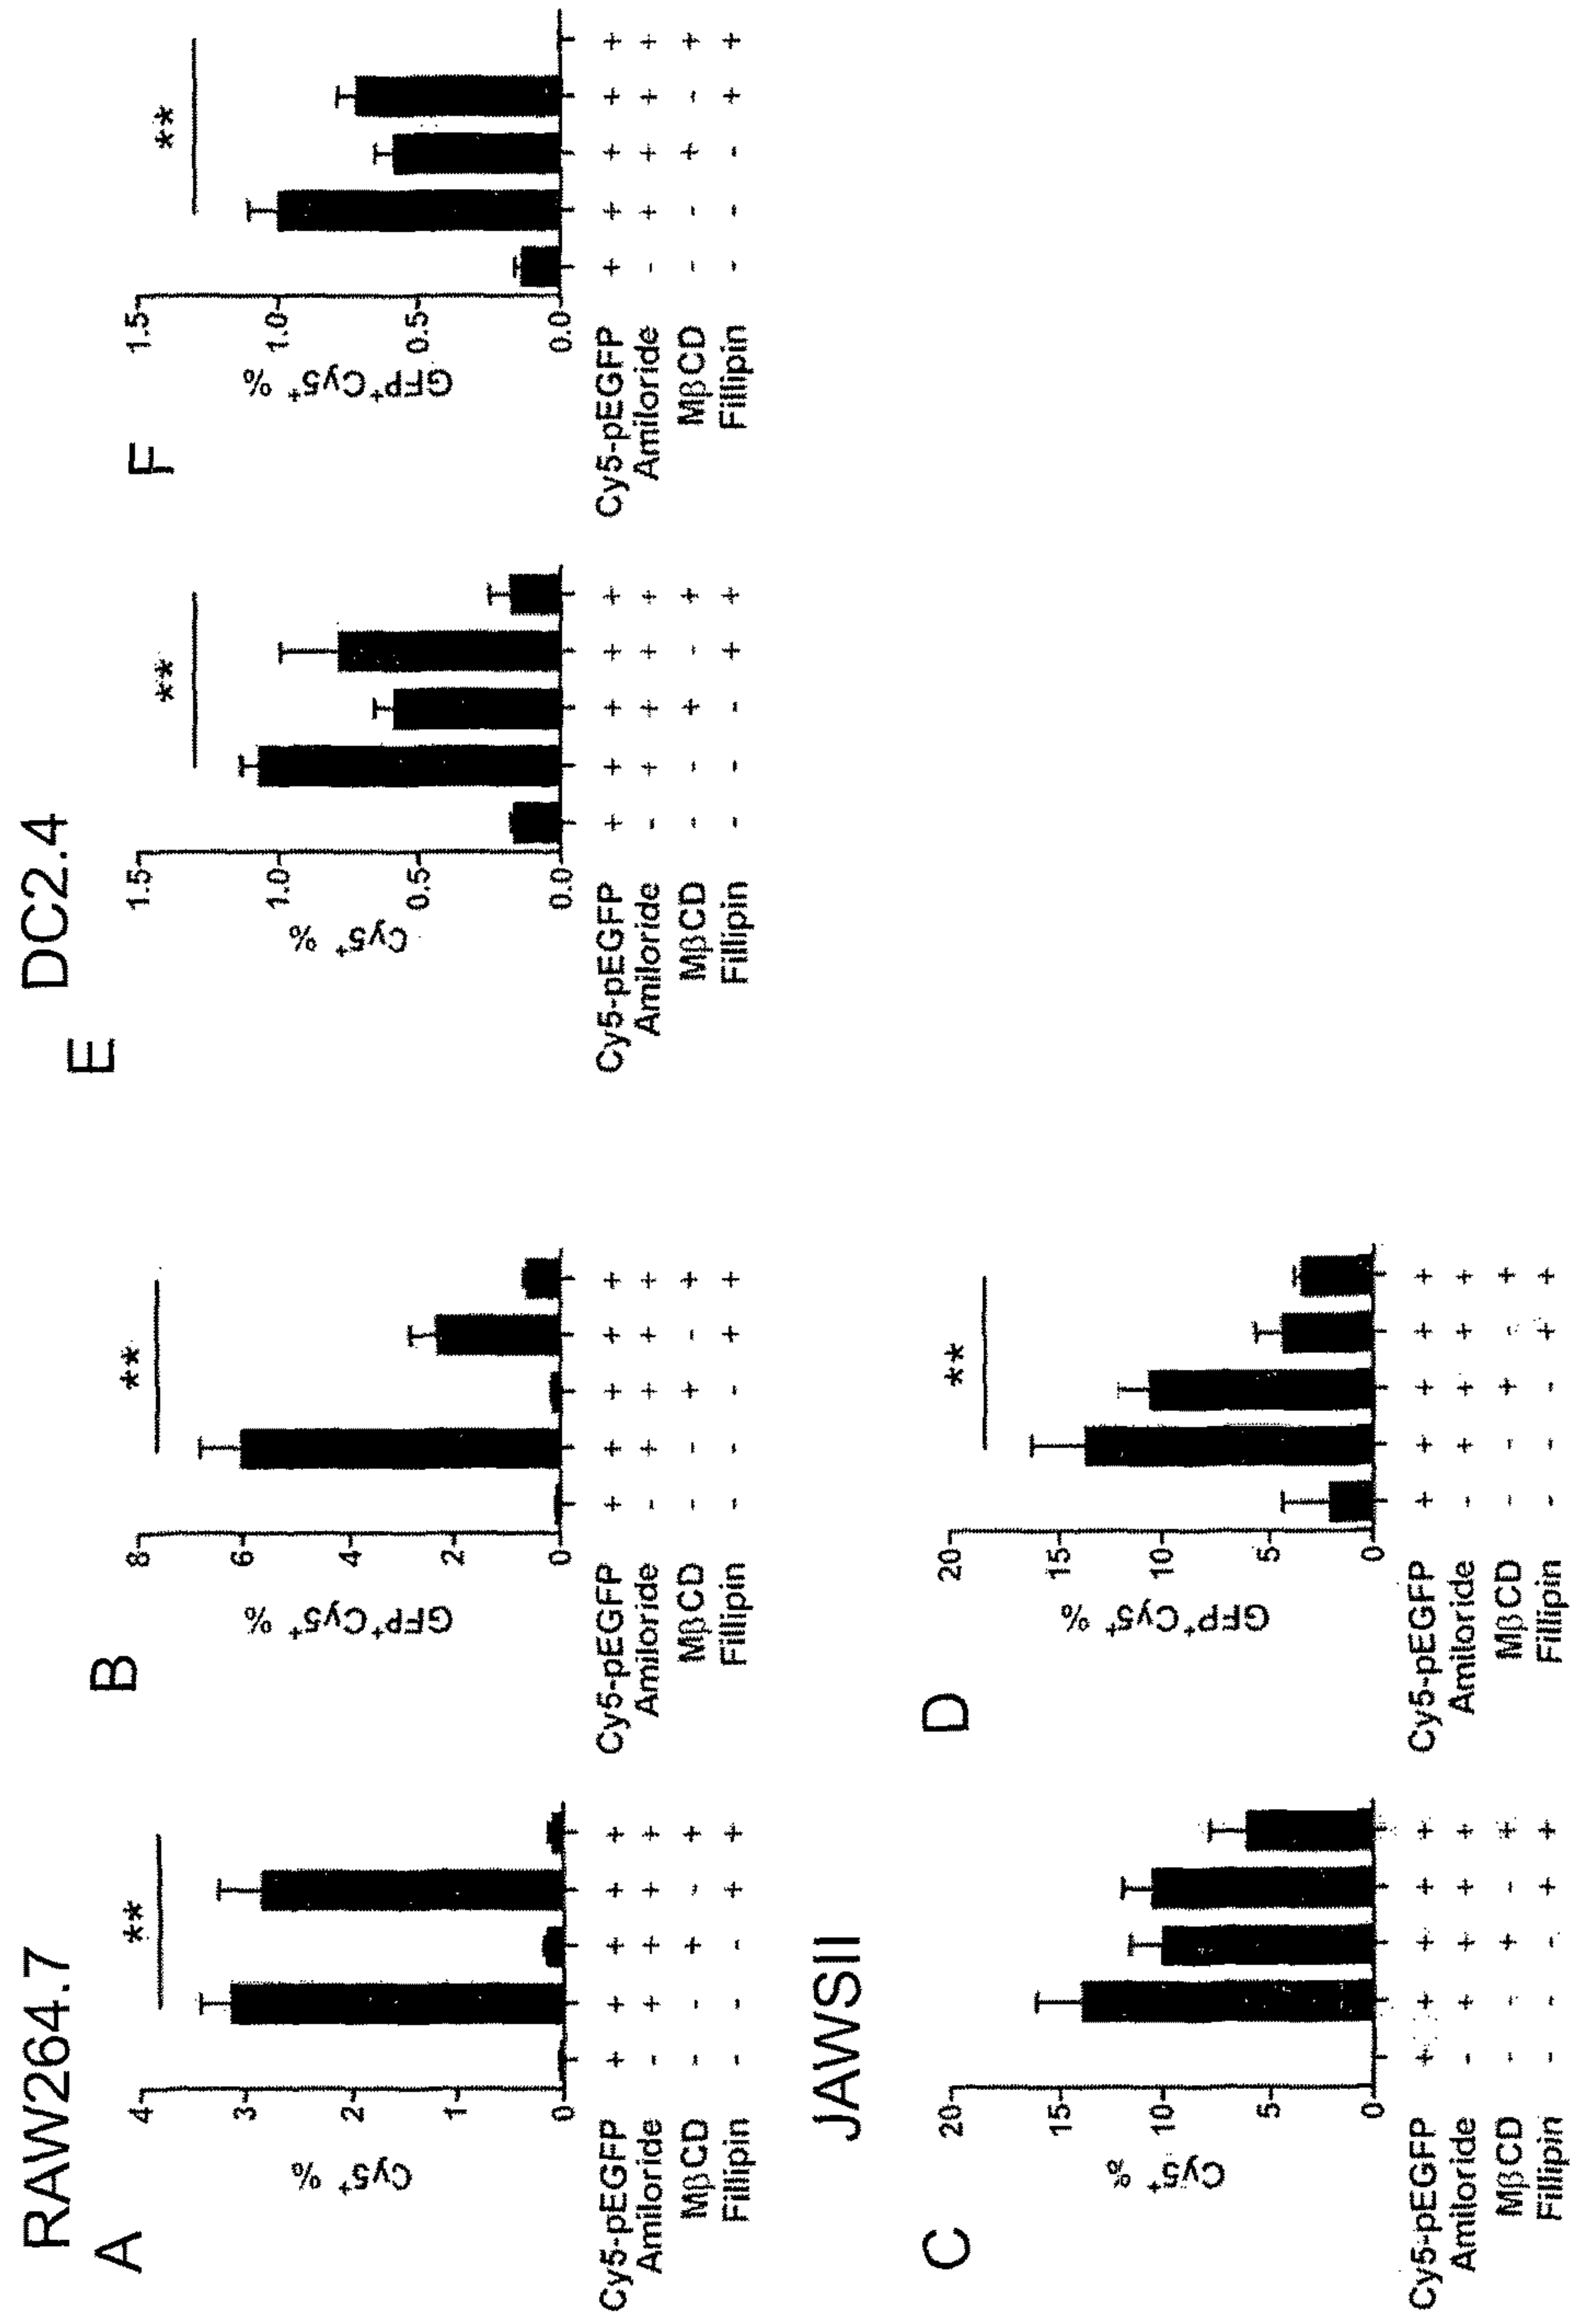 RAW264.7
A
**
Cy5⁺ %
4
3
2
1
0
Cy5-pEGFP + + + + +
Amiloride - + + + +
MβCD - - + - +
Fillipin - - - + +
B
**
GFP⁺Cy5⁺ %
8
6
4
2
0
Cy5-pEGFP + + + + +
Amiloride - + + + +
MβCD - - + - +
Fillipin - - - + +
JAWSII
C
Cy5⁺ %
20
15
10
5
0
Cy5-pEGFP + + + + +
Amiloride - + + + +
MβCD - - + - +
Fillipin - - - + +
D
**
GFP⁺Cy5⁺ %
20
15
10
5
0
Cy5-pEGFP + + + + +
Amiloride - + + + +
MβCD - - + - +
Fillipin - - - + +
DC2.4
E
**
Cy5⁺ %
1.5
1.0
0.5
0.0
Cy5-pEGFP + + + + +
Amiloride - + + + +
MβCD - - + - +
Fillipin - - - + +
F
**
GFP⁺Cy5⁺ %
1.5
1.0
0.5
0.0
Cy5-pEGFP + + + + +
Amiloride - + + + +
MβCD - - + - +
Fillipin - - - + +